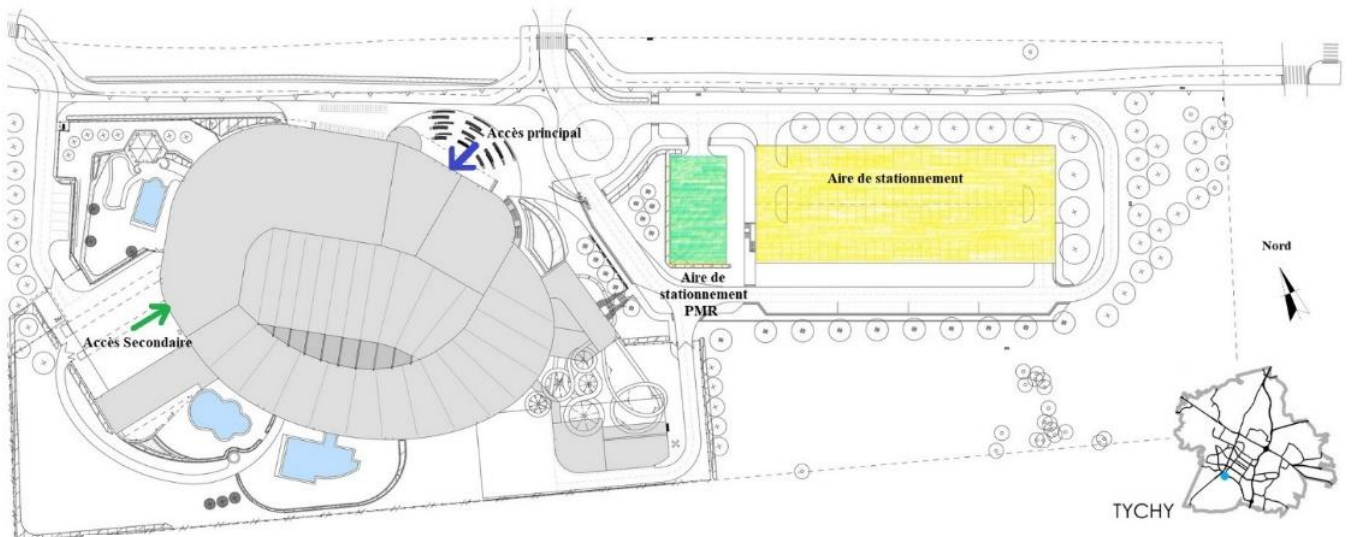 Accès principal
Aire de stationnement
Nord
Aire de
stationnement
PMR
Accès Secondaire
TYCHY